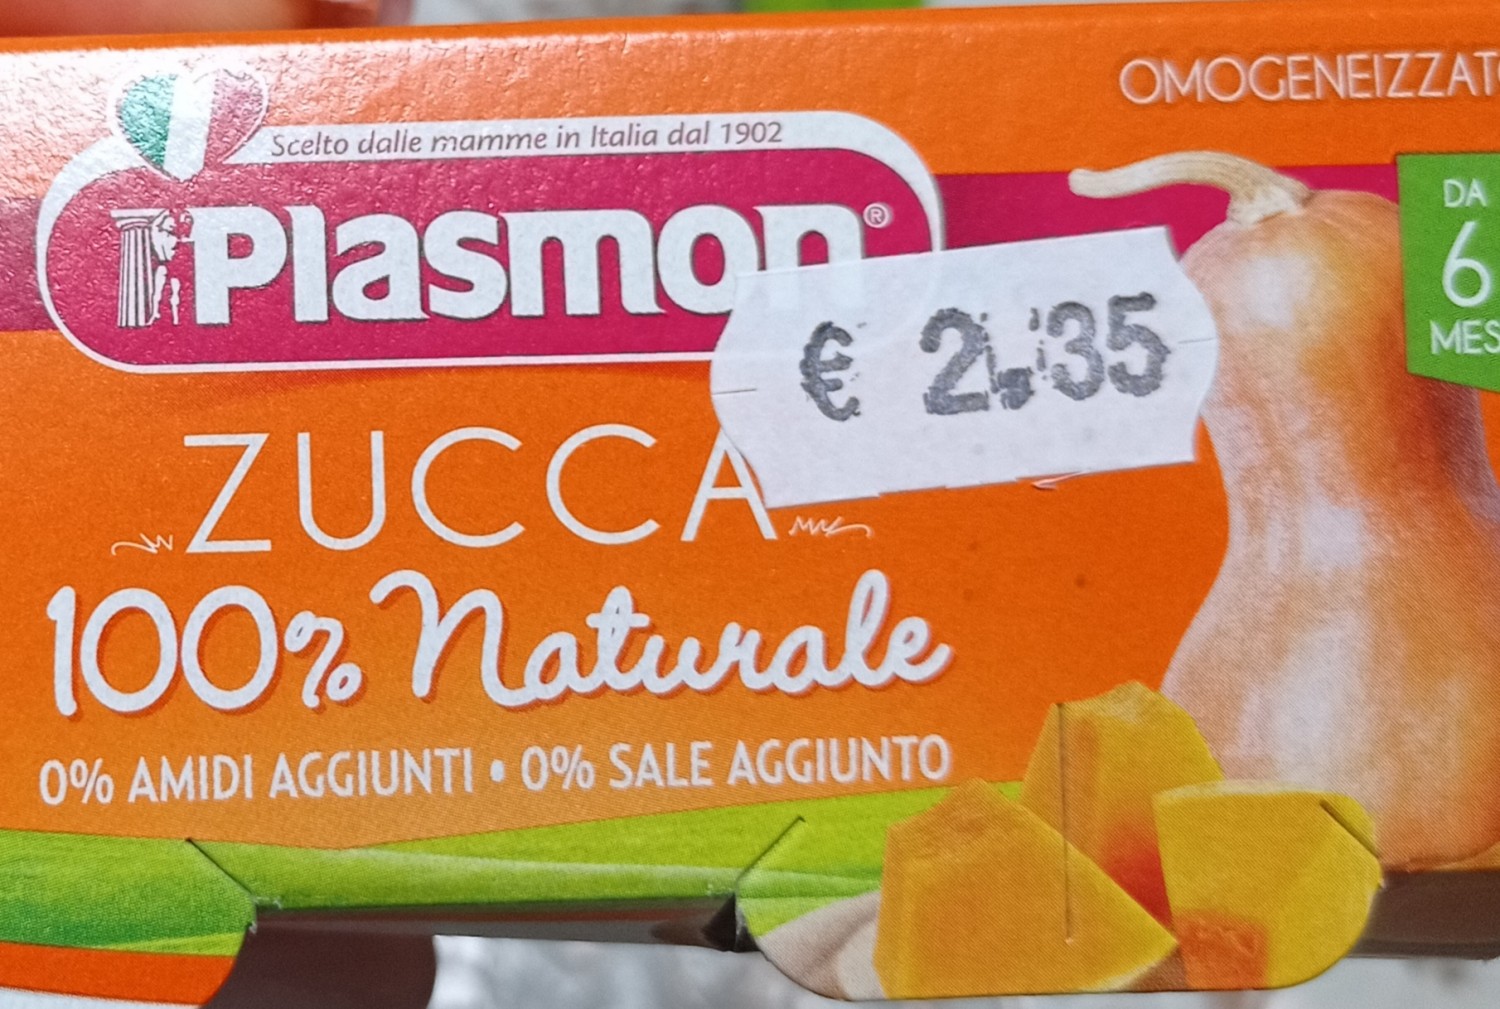 OMOGENEIZZATO
Scelto dalle mamme in Italia dal 1902
Plasmon®
DA
6
MES
€ 2.35
ZUCCA
100% Naturale
0% AMIDI AGGIUNTI • 0% SALE AGGIUNTO